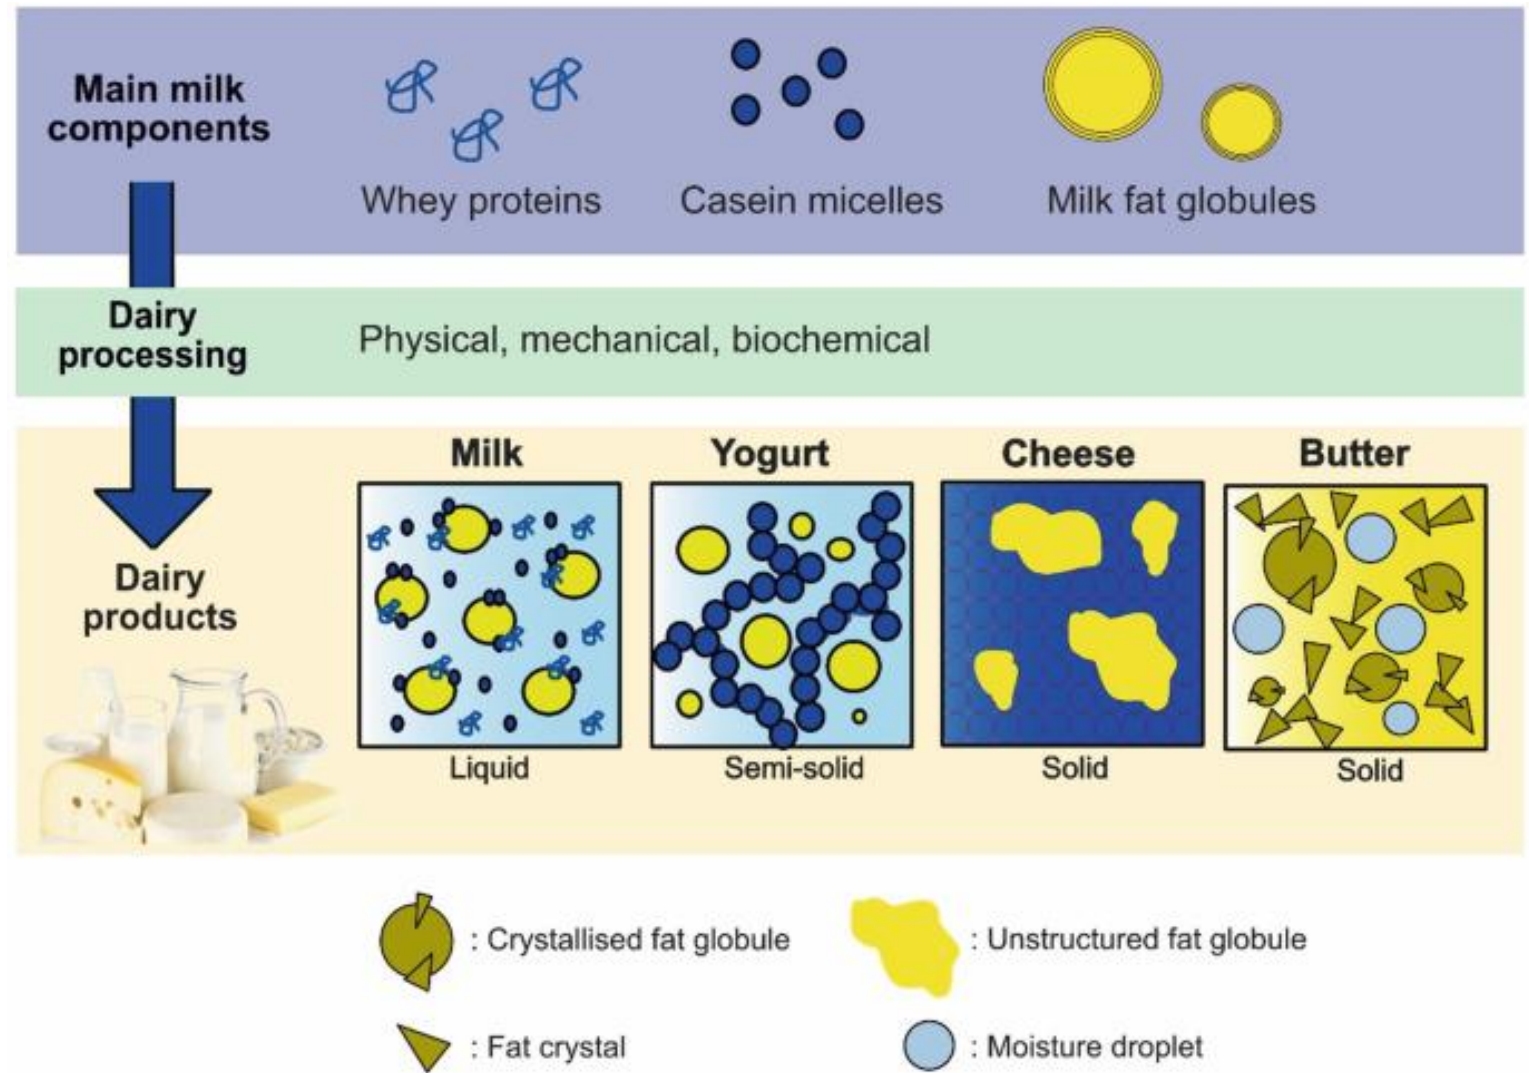 Main milk
components
Whey proteins
Casein micelles
Milk fat globules
Dairy
processing
Physical, mechanical, biochemical
Dairy
products
Milk
Yogurt
Cheese
Butter
Liquid
Semi-solid
Solid
Solid
: Crystallised fat globule
: Unstructured fat globule
: Fat crystal
: Moisture droplet